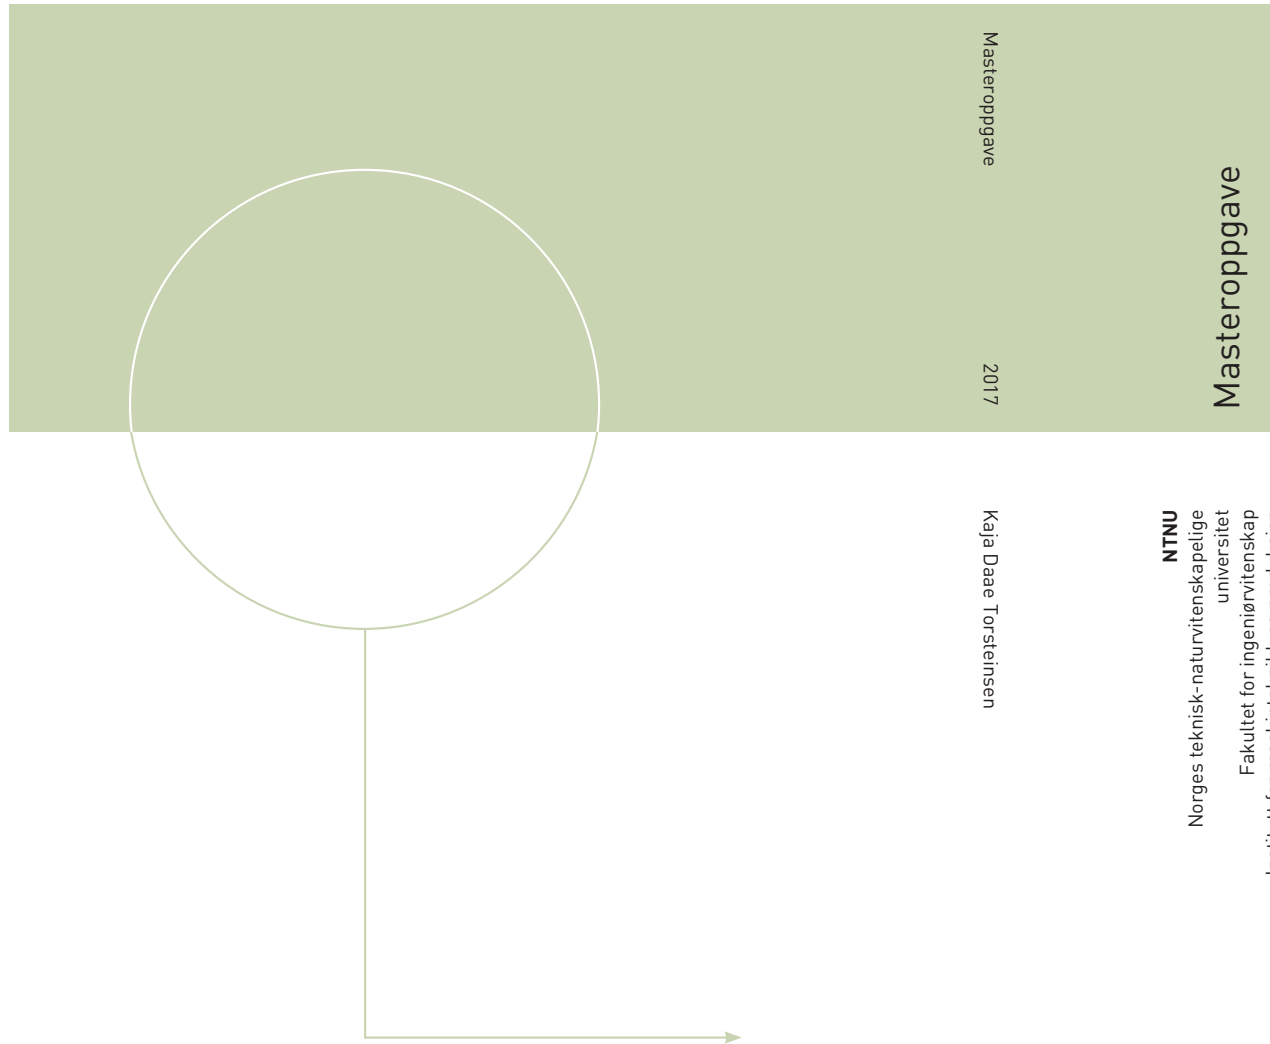 Masteroppgave
2017
Kaja Daae Torsteinsen
Masteroppgave
NTNU
Norges teknisk-naturvitenskapelige
universitet
Fakultet for ingeniørvitenskap